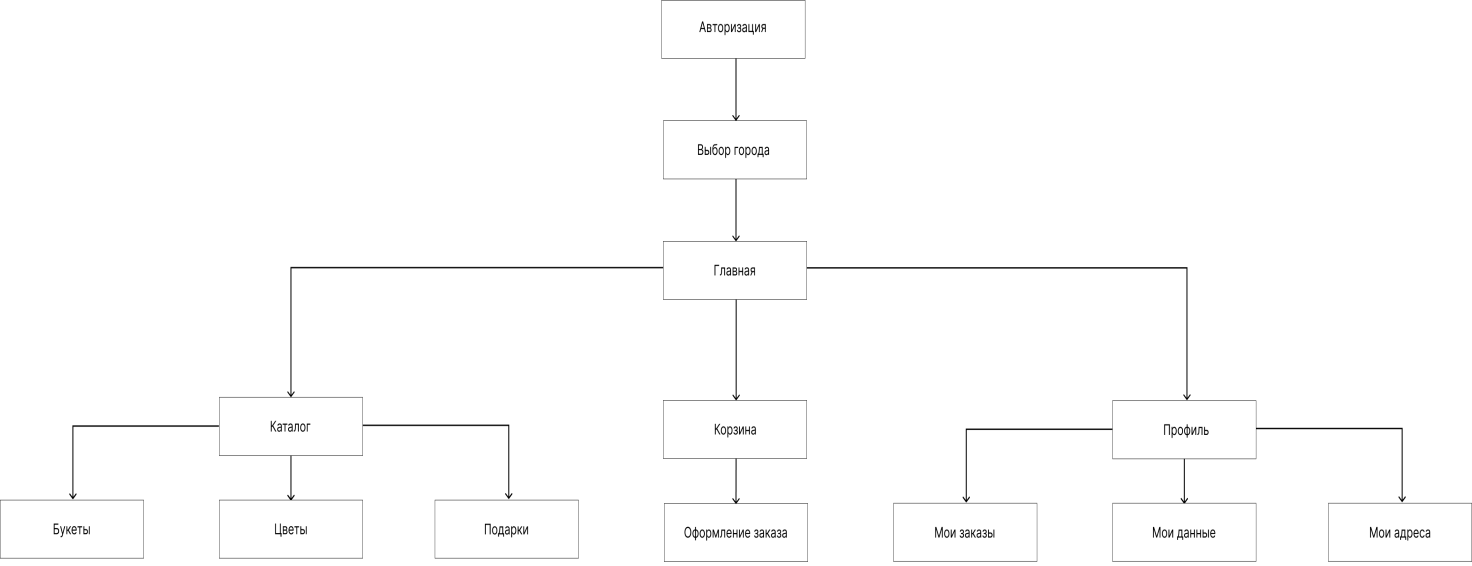 Авторизация
Выбор города
Главная
Каталог
Корзина
Профиль
Букеты
Цветы
Подарки
Оформление заказа
Мои заказы
Мои данные
Мои адреса